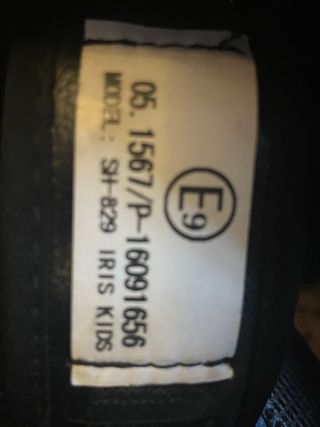 E9
05.1567/P-16091656
MODEL: SH-829 IRIS KIDS